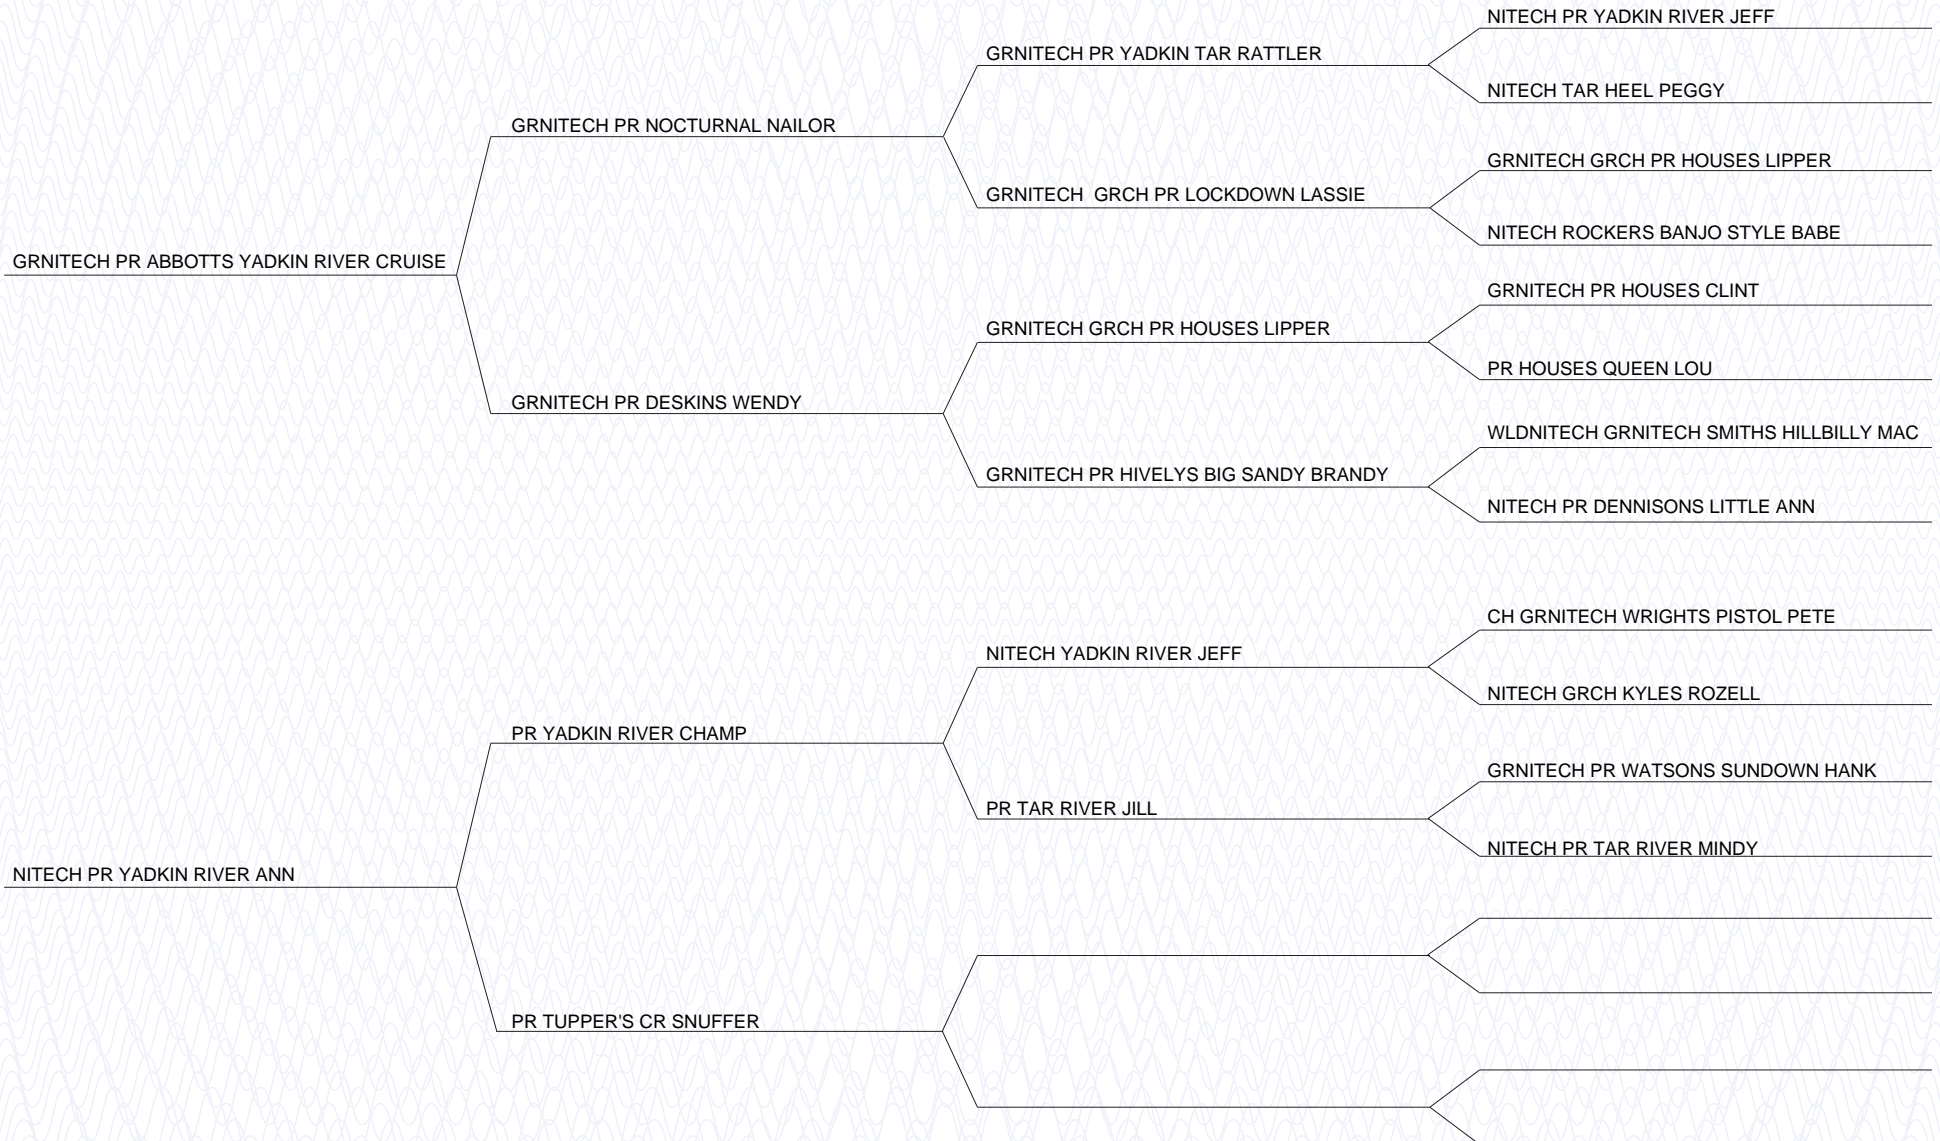 NITECH PR YADKIN RIVER JEFF
GRNITECH PR YADKIN TAR RATTLER
NITECH TAR HEEL PEGGY
GRNITECH PR NOCTURNAL NAILOR
GRNITECH GRCH PR HOUSES LIPPER
GRNITECH  GRCH PR LOCKDOWN LASSIE
NITECH ROCKERS BANJO STYLE BABE
GRNITECH PR ABBOTTS YADKIN RIVER CRUISE
GRNITECH PR HOUSES CLINT
GRNITECH GRCH PR HOUSES LIPPER
PR HOUSES QUEEN LOU
GRNITECH PR DESKINS WENDY
WLDNITECH GRNITECH SMITHS HILLBILLY MAC
GRNITECH PR HIVELYS BIG SANDY BRANDY
NITECH PR DENNISONS LITTLE ANN
CH GRNITECH WRIGHTS PISTOL PETE
NITECH YADKIN RIVER JEFF
NITECH GRCH KYLES ROZELL
PR YADKIN RIVER CHAMP
GRNITECH PR WATSONS SUNDOWN HANK
PR TAR RIVER JILL
NITECH PR TAR RIVER MINDY
NITECH PR YADKIN RIVER ANN
PR TUPPER'S CR SNUFFER